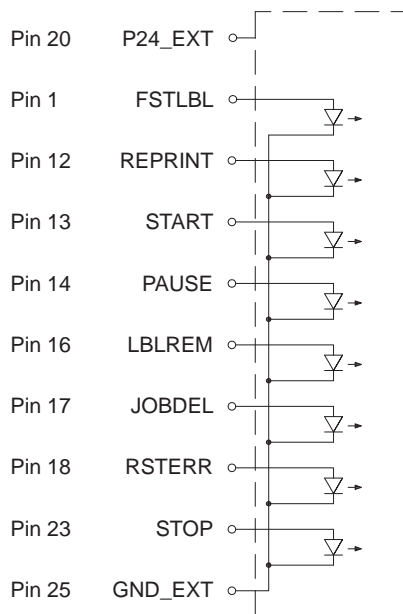 Pin 20 P24_EXT
Pin 1 FSTLBL
Pin 12 REPRINT
Pin 13 START
Pin 14 PAUSE
Pin 16 LBLREM
Pin 17 JOBDEL
Pin 18 RSTERR
Pin 23 STOP
Pin 25 GND_EXT